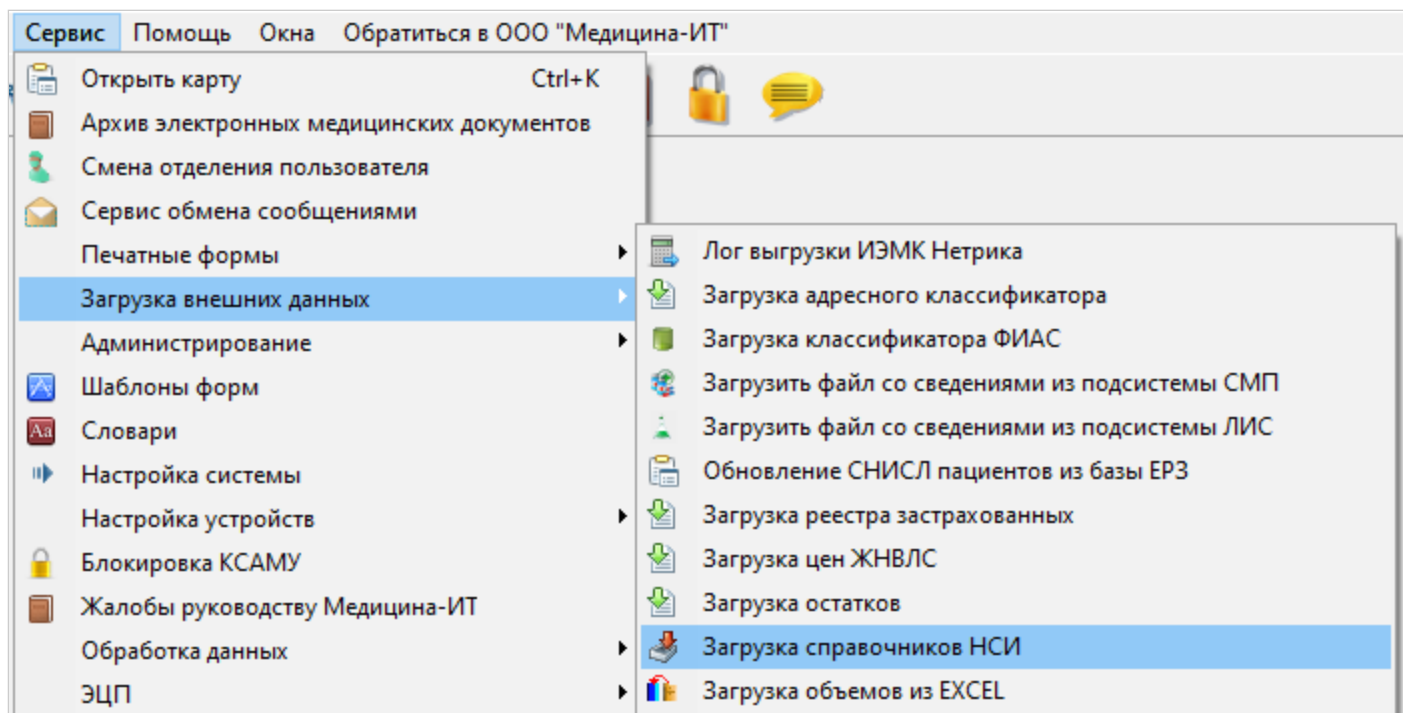 Сервис Помощь Окна Обратиться в ООО "Медицина-ИТ"
Открыть карту Ctrl+K
Архив электронных медицинских документов
Смена отделения пользователя
Сервис обмена сообщениями
Печатные формы
Загрузка внешних данных
Администрирование
Шаблоны форм
Aa Словари
Настройка системы
Настройка устройств
Блокировка КСАМУ
Жалобы руководству Медицина-ИТ
Обработка данных
ЭЦП
Лог выгрузки ИЭМК Нетрика
Загрузка адресного классификатора
Загрузка классификатора ФИАС
Загрузить файл со сведениями из подсистемы СМП
Загрузить файл со сведениями из подсистемы ЛИС
Обновление СНИСЛ пациентов из базы ЕРЗ
Загрузка реестра застрахованных
Загрузка цен ЖНВЛС
Загрузка остатков
Загрузка справочников НСИ
Загрузка объемов из EXCEL